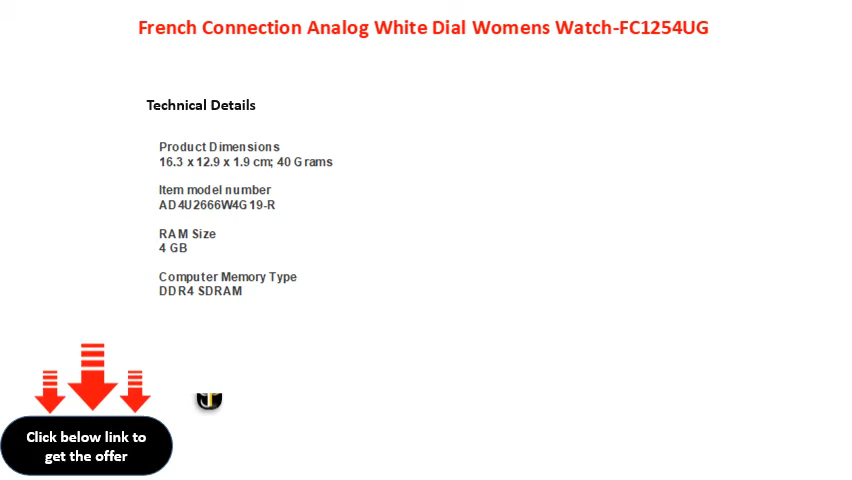 French Connection Analog White Dial Womens Watch-FC1254UG
Technical Details
Product Dimensions
16.3 x 12.9 x 1.9 cm; 40 Grams
Item model number
AD4U2666W4G19-R
RAM Size
4 GB
Computer Memory Type
DDR4 SDRAM
Click below link to
get the offer